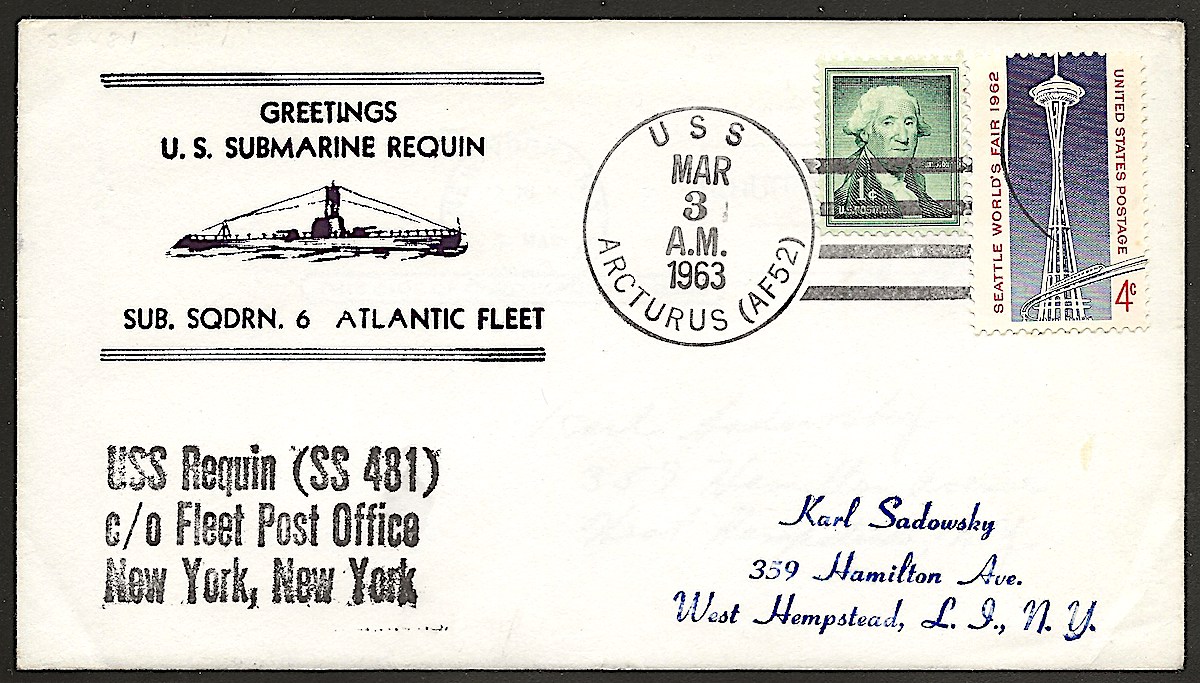 GREETINGS
U. S. SUBMARINE REQUIN
SUB. SQDRN. 6 ATLANTIC FLEET
USS
MAR
3
A.M.
1963
ARCTURUS (AF52)
1¢
SEATTLE WORLD'S FAIR 1962
UNITED STATES POSTAGE
4c
USS Requin (SS 481)
c/o Fleet Post Office
New York, New York
Karl Sadowsky
359 Hamilton Ave.
West Hempstead, L. I., N. Y.